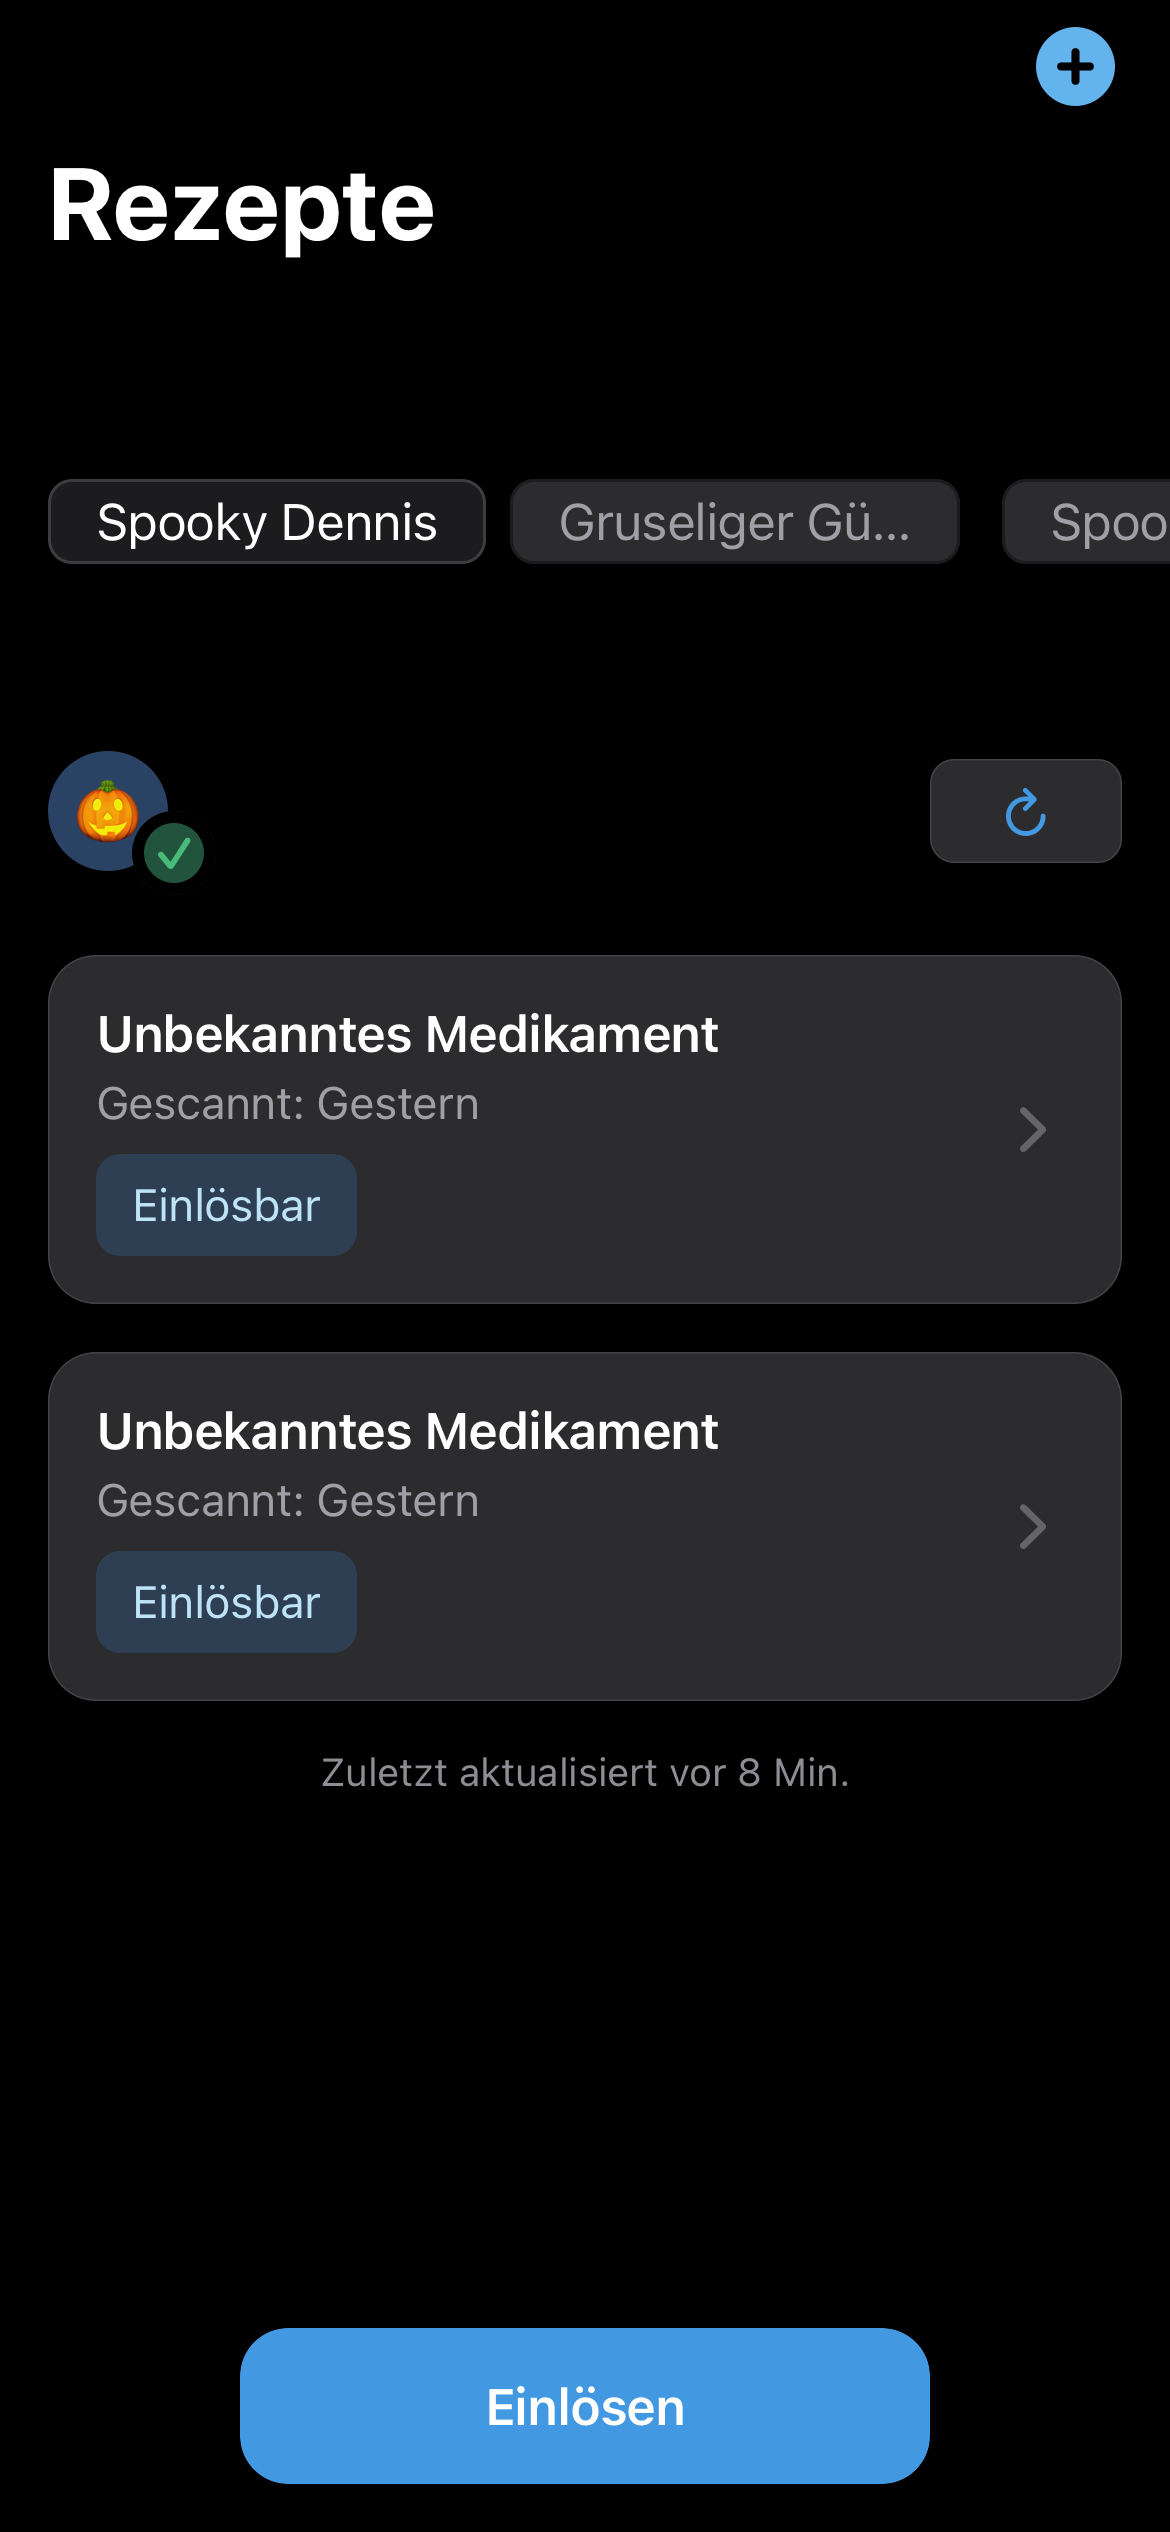 Rezepte
Spooky Dennis
Gruseliger Gü...
Spoo
Unbekanntes Medikament
Gescannt: Gestern
Einlösbar
Unbekanntes Medikament
Gescannt: Gestern
Einlösbar
Zuletzt aktualisiert vor 8 Min.
Einlösen